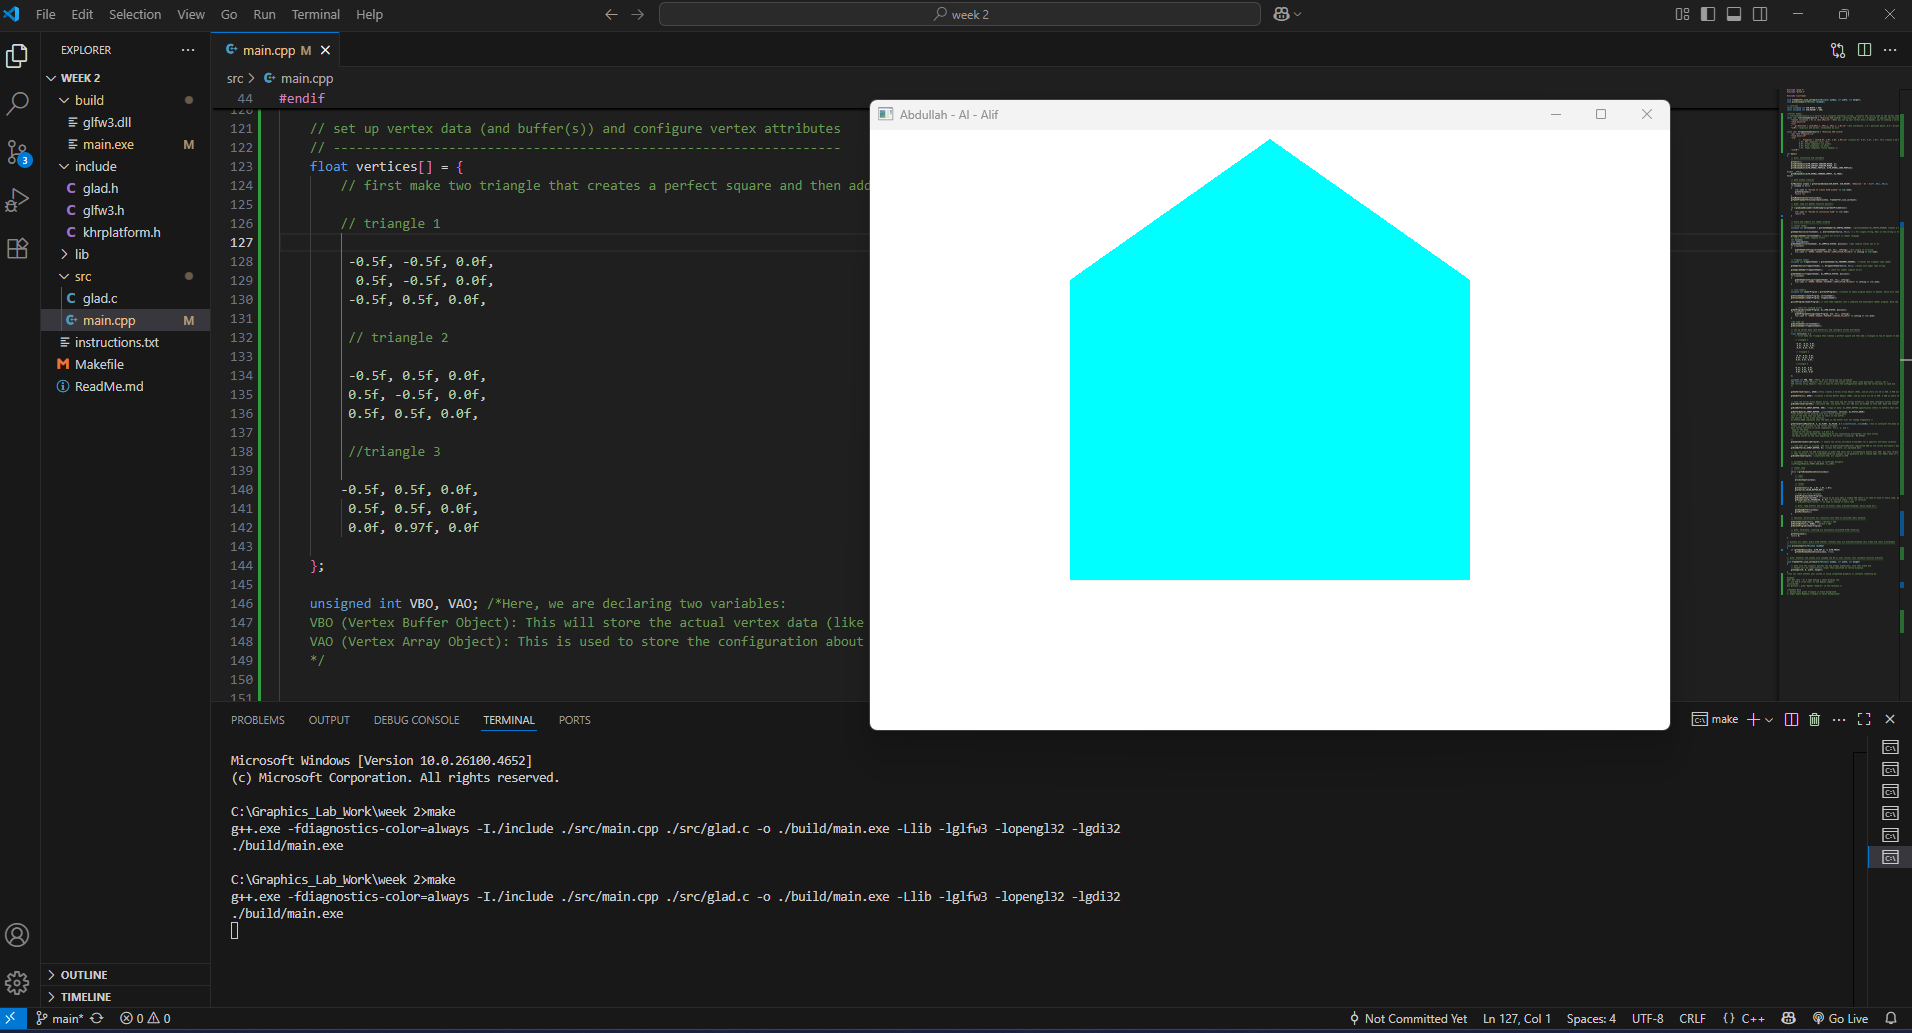 File Edit Selection View Go Run Terminal Help
week 2
EXPLORER
WEEK 2
build
glfw3.dll
main.exe M
include
glad.h
glfw3.h
khrplatform.h
lib
src
glad.c
main.cpp M
instructions.txt
Makefile
ReadMe.md
OUTLINE
TIMELINE
main.cpp M
src > main.cpp
44 #endif
120
121 // set up vertex data (and buffer(s)) and configure vertex attributes
122 // ------------------------------------------------------------------
123 float vertices[] = {
124 // first make two triangle that creates a perfect square and then add
125
126 // triangle 1
127
128 -0.5f, -0.5f, 0.0f,
129 0.5f, -0.5f, 0.0f,
130 -0.5f, 0.5f, 0.0f,
131
132 // triangle 2
133
134 -0.5f, 0.5f, 0.0f,
135 0.5f, -0.5f, 0.0f,
136 0.5f, 0.5f, 0.0f,
137
138 //triangle 3
139
140 -0.5f, 0.5f, 0.0f,
141 0.5f, 0.5f, 0.0f,
142 0.0f, 0.97f, 0.0f
143
144 };
145
146 unsigned int VBO, VAO; /*Here, we are declaring two variables:
147 VBO (Vertex Buffer Object): This will store the actual vertex data (like
148 VAO (Vertex Array Object): This is used to store the configuration about
149 */
150
151
Abdullah - Al - Alif
PROBLEMS OUTPUT DEBUG CONSOLE TERMINAL PORTS
make
Microsoft Windows [Version 10.0.26100.4652]
(c) Microsoft Corporation. All rights reserved.
C:\Graphics_Lab_Work\week 2>make
g++.exe -fdiagnostics-color=always -I./include ./src/main.cpp ./src/glad.c -o ./build/main.exe -Llib -lglfw3 -lopengl32 -lgdi32
./build/main.exe
C:\Graphics_Lab_Work\week 2>make
g++.exe -fdiagnostics-color=always -I./include ./src/main.cpp ./src/glad.c -o ./build/main.exe -Llib -lglfw3 -lopengl32 -lgdi32
./build/main.exe
3
main* 0 0
Not Committed Yet Ln 127, Col 1 Spaces: 4 UTF-8 CRLF {} C++ Go Live